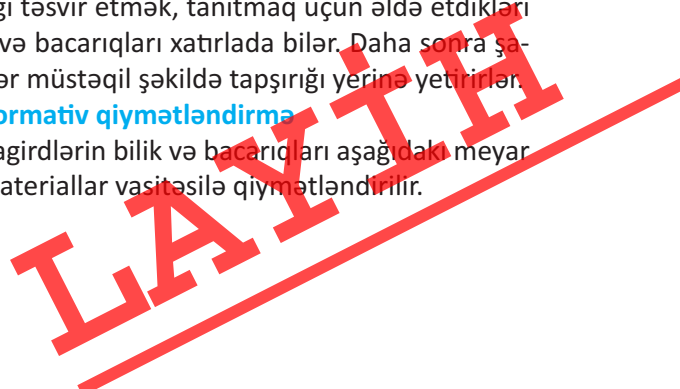 gi təsvir etmək, tanıtmaq üçün əldə etdikləri
və bacarıqları xatırlada bilər. Daha sonra şa-
ər müstəqil şəkildə tapşırığı yerinə yetirirlər.
ormativ qiymətləndirmə
agirdlərin bilik və bacarıqları aşağıdakı meyar
ateriallar vasitəsilə qiymətləndirilir.
LAYİH